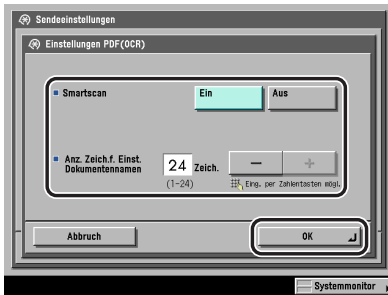 Sendeeinstellungen
Einstellungen PDF(OCR)
Smartscan
Ein
Aus
Anz. Zeich.f. Einst.
Dokumentennamen
24 Zeich.
- +
(1-24)
Eing. per Zahlentasten mögl.
Abbruch
OK
Systemmonitor